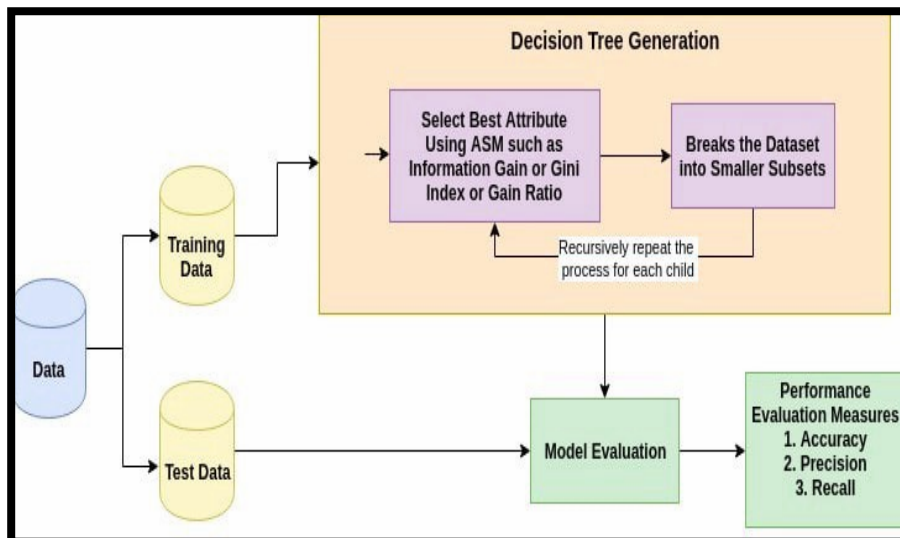 Decision Tree Generation
Select Best Attribute
Using ASM such as
Information Gain or Gini
Index or Gain Ratio
Breaks the Dataset
into Smaller Subsets
Recursively repeat the
process for each child
Training
Data
Data
Test Data
Model Evaluation
Performance
Evaluation Measures
1. Accuracy
2. Precision
3. Recall